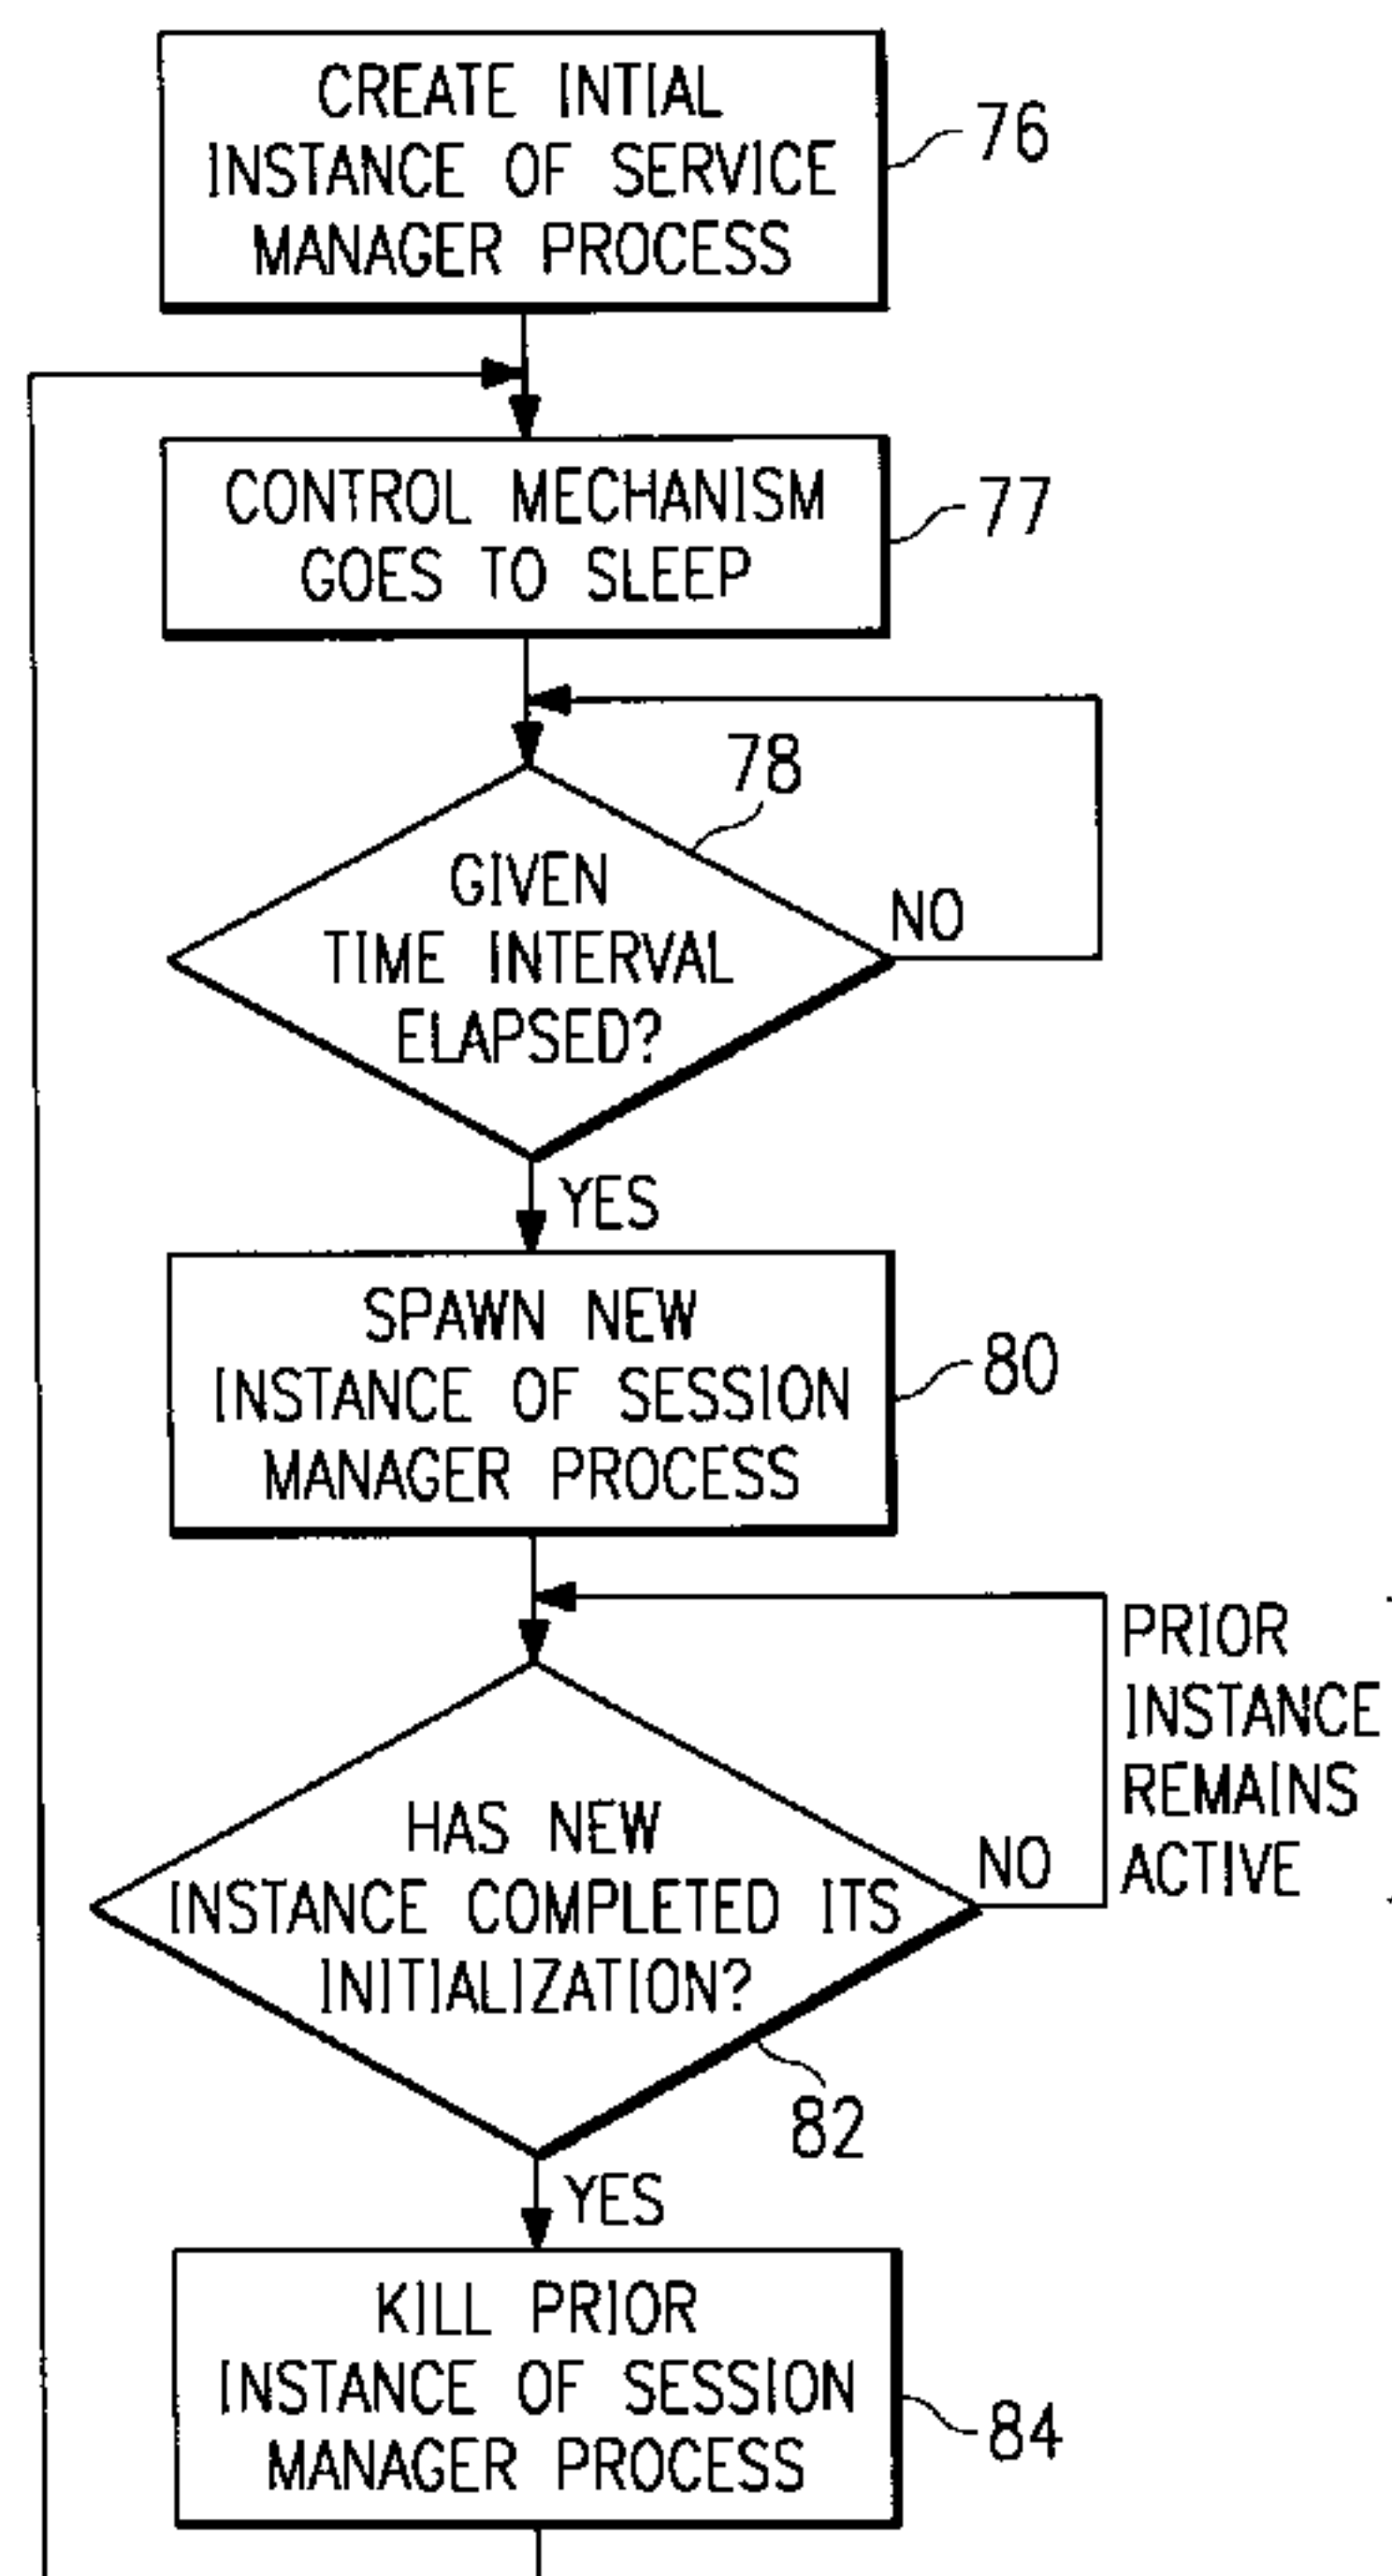 CREATE INTIAL
INSTANCE OF SERVICE
MANAGER PROCESS
76
CONTROL MECHANISM
GOES TO SLEEP
77
78
GIVEN
TIME INTERVAL
ELAPSED?
NO
YES
SPAWN NEW
INSTANCE OF SESSION
MANAGER PROCESS
80
PRIOR
INSTANCE
REMAINS
ACTIVE
HAS NEW
INSTANCE COMPLETED ITS
INITIALIZATION?
NO
82
YES
KILL PRIOR
INSTANCE OF SESSION
MANAGER PROCESS
84